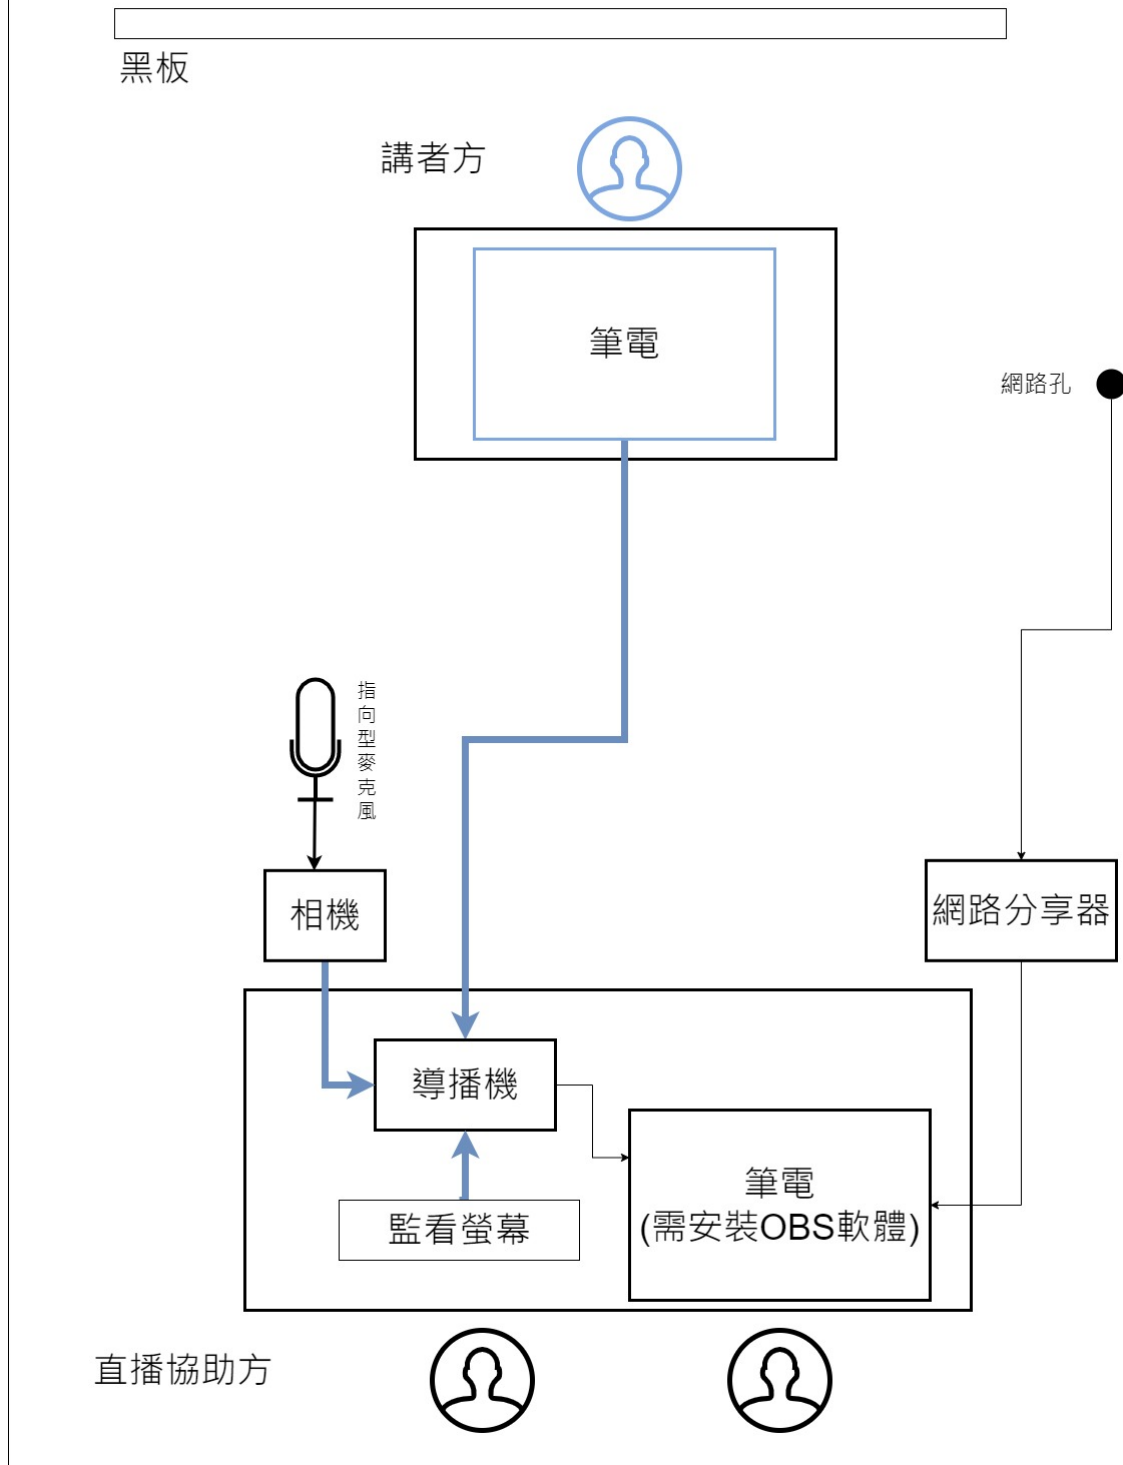 黑板
講者方
筆電
網路孔
指向型麥克風
相機
網路分享器
導播機
筆電
(需安裝OBS軟體)
監看螢幕
直播協助方